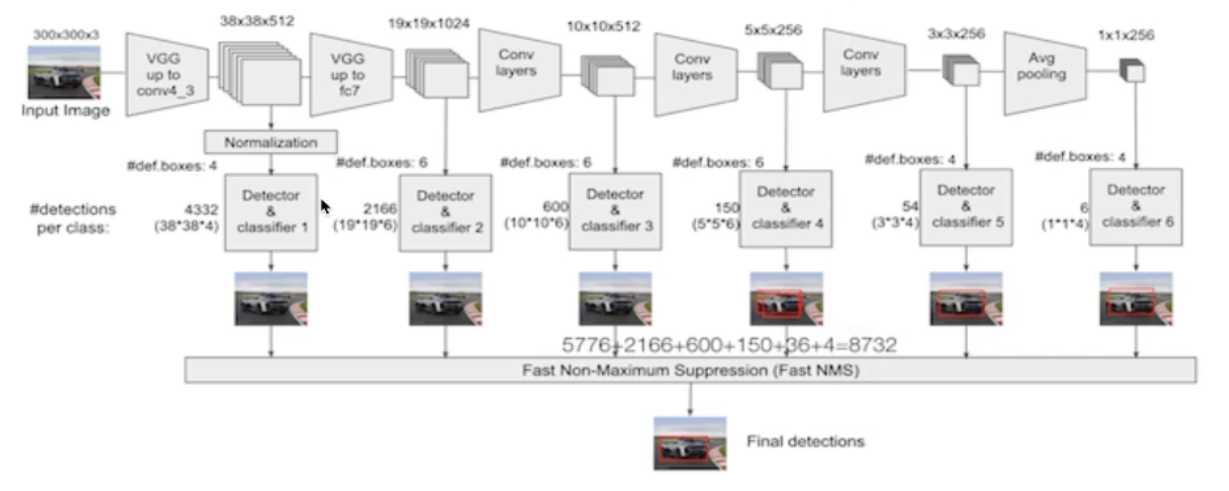 300x300x3
38x38x512
19x19x1024
10x10x512
5x5x256
3x3x256
1x1x256
VGG
up to
conv4_3
VGG
up to
fc7
Conv
layers
Conv
layers
Conv
layers
Avg
pooling
Input Image
Normalization
#def.boxes: 4
#def.boxes: 6
#def.boxes: 6
#def.boxes: 6
#def.boxes: 4
#def.boxes: 4
#detections
per class:
4332
(38*38*4)
Detector
&
classifier 1
2166
(19*19*6)
Detector
&
classifier 2
600
(10*10*6)
Detector
&
classifier 3
150
(5*5*6)
Detector
&
classifier 4
54
(3*3*4)
Detector
&
classifier 5
6
(1*1*4)
Detector
&
classifier 6
5776+2166+600+150+36+4=8732
Fast Non-Maximum Suppression (Fast NMS)
Final detections